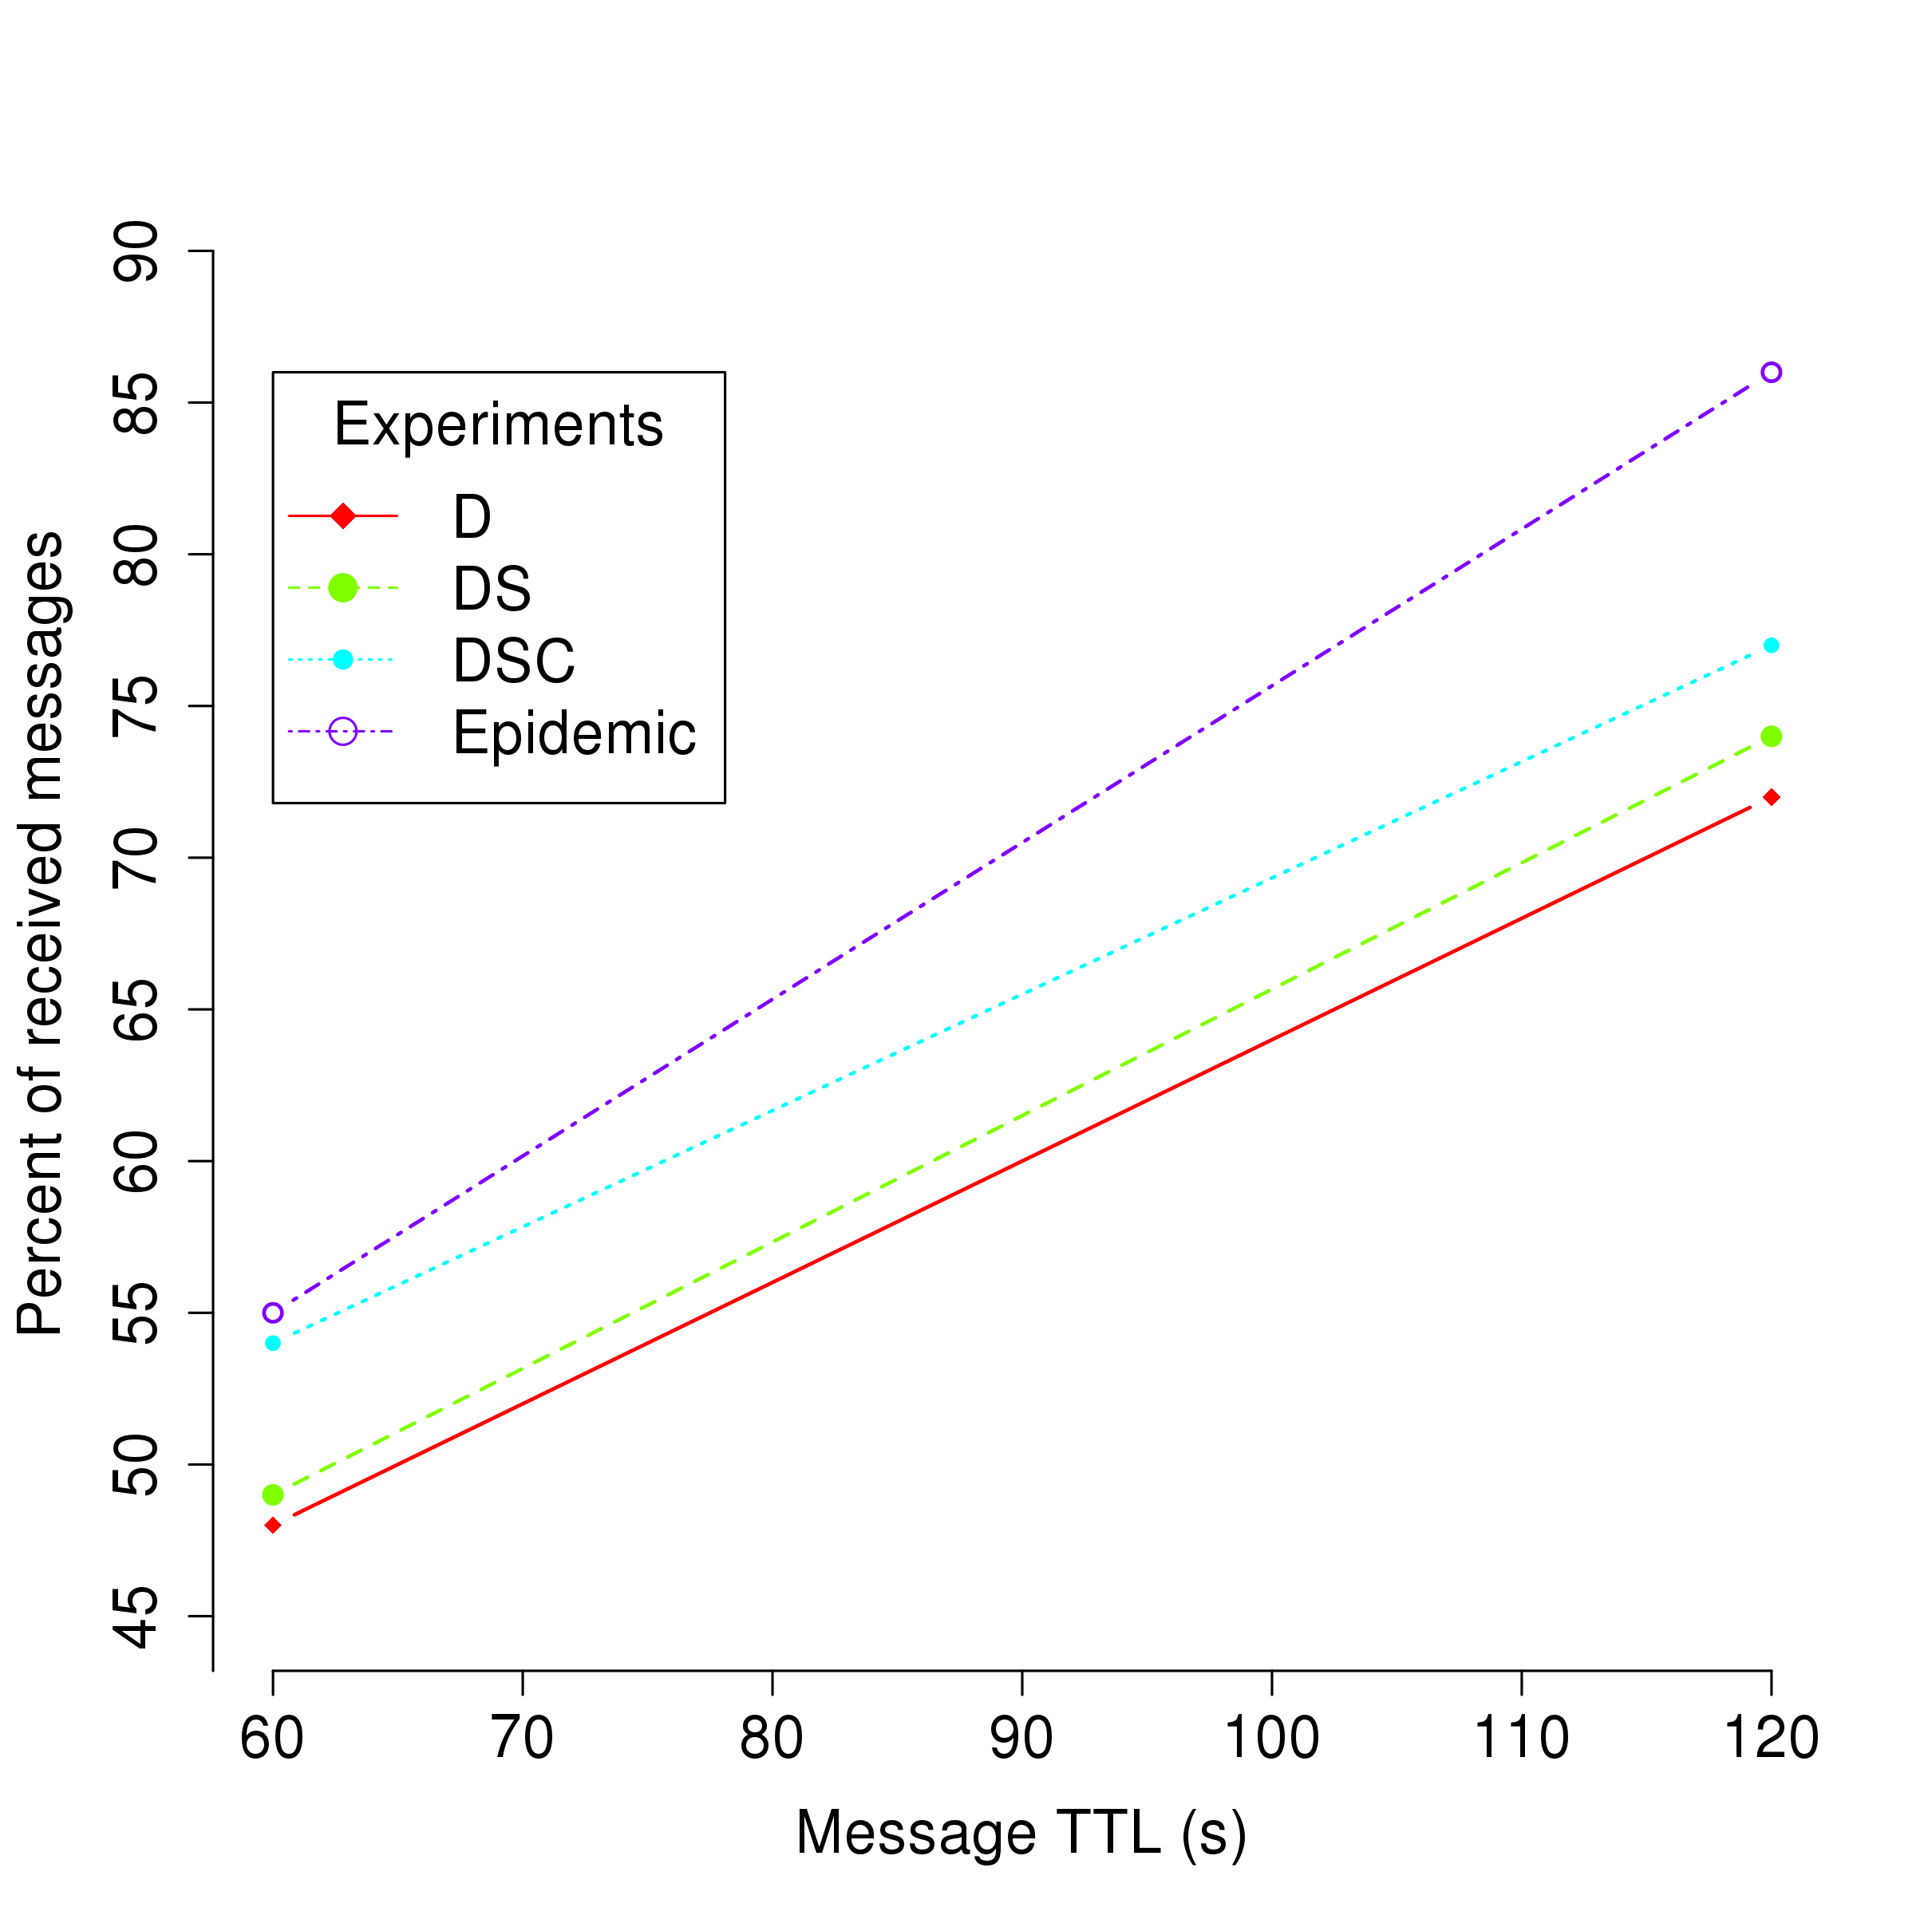 Percent of received messages
90
85
80
75
70
65
60
55
50
45
Experiments
D
DS
DSC
Epidemic
60 70 80 90 100 110 120
Message TTL (s)